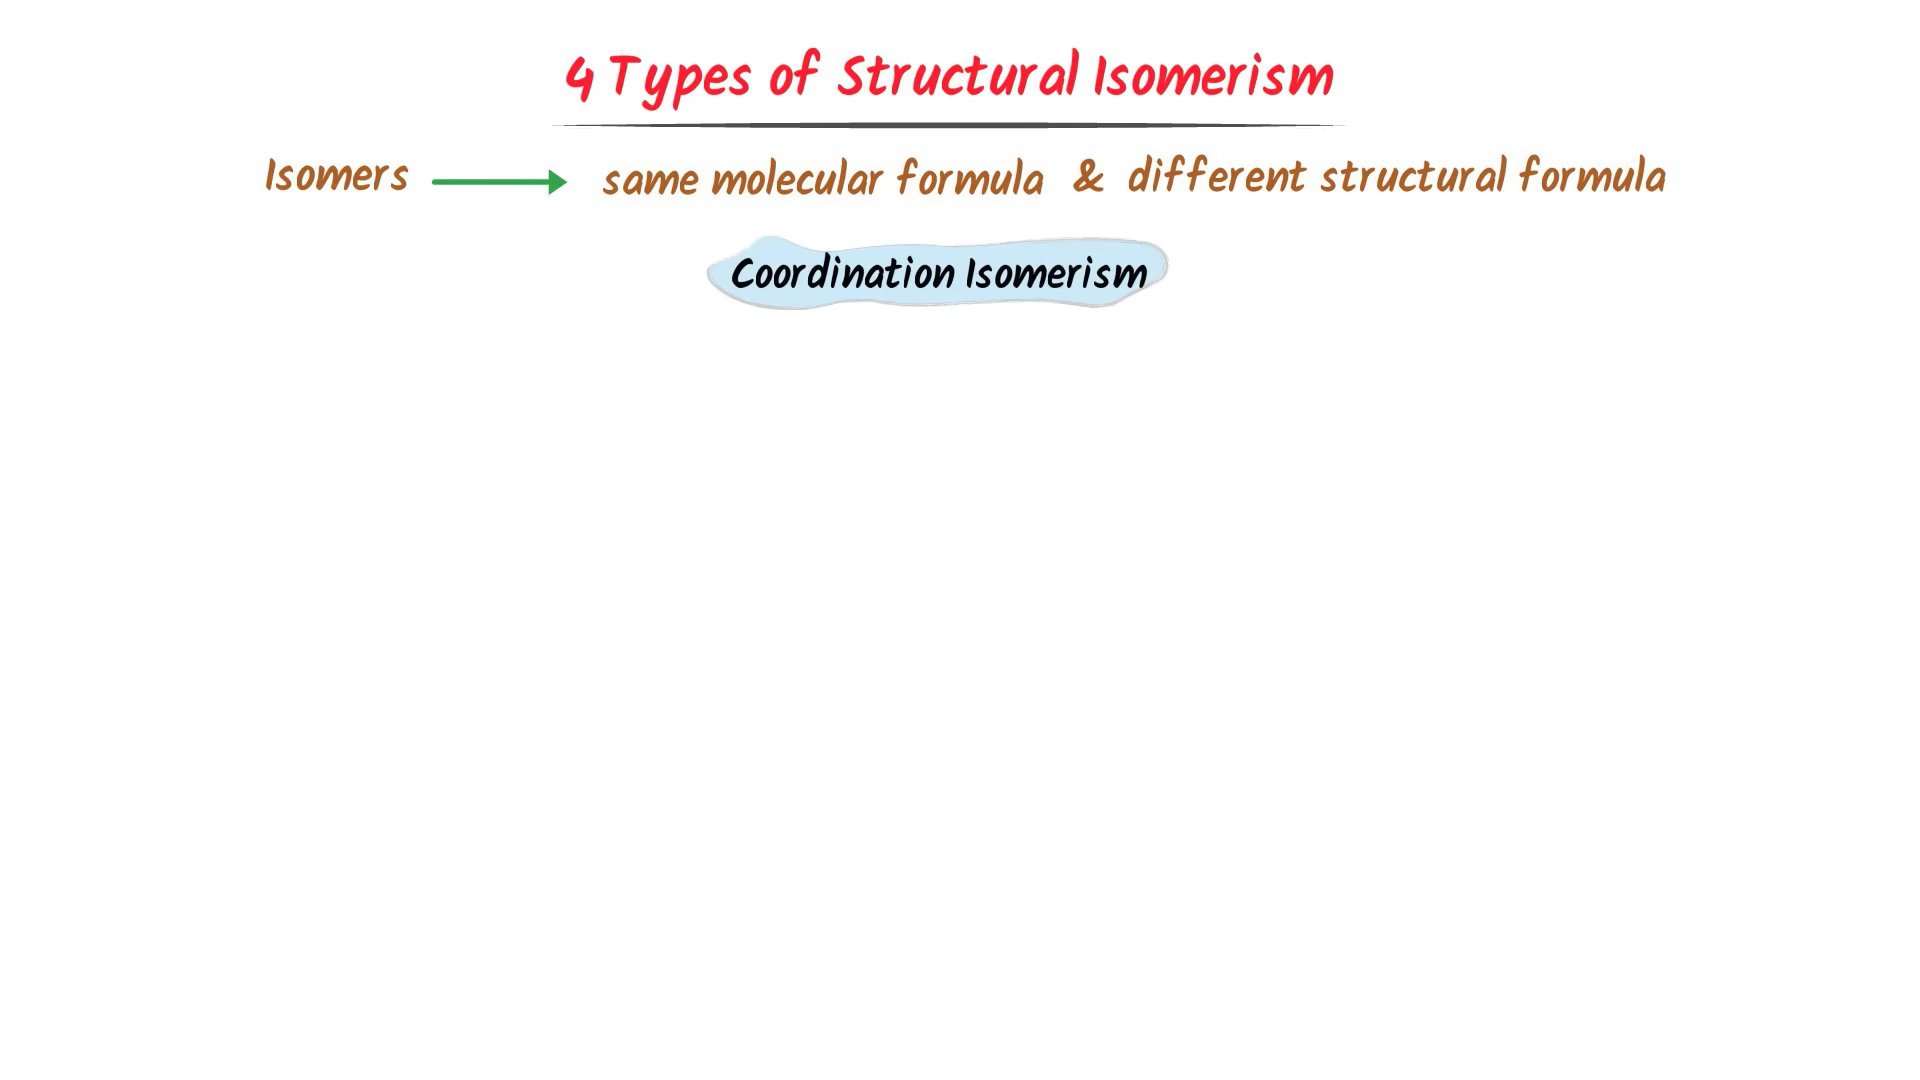 4 Types of Structural Isomerism
Isomers same molecular formula & different structural formula
Coordination Isomerism